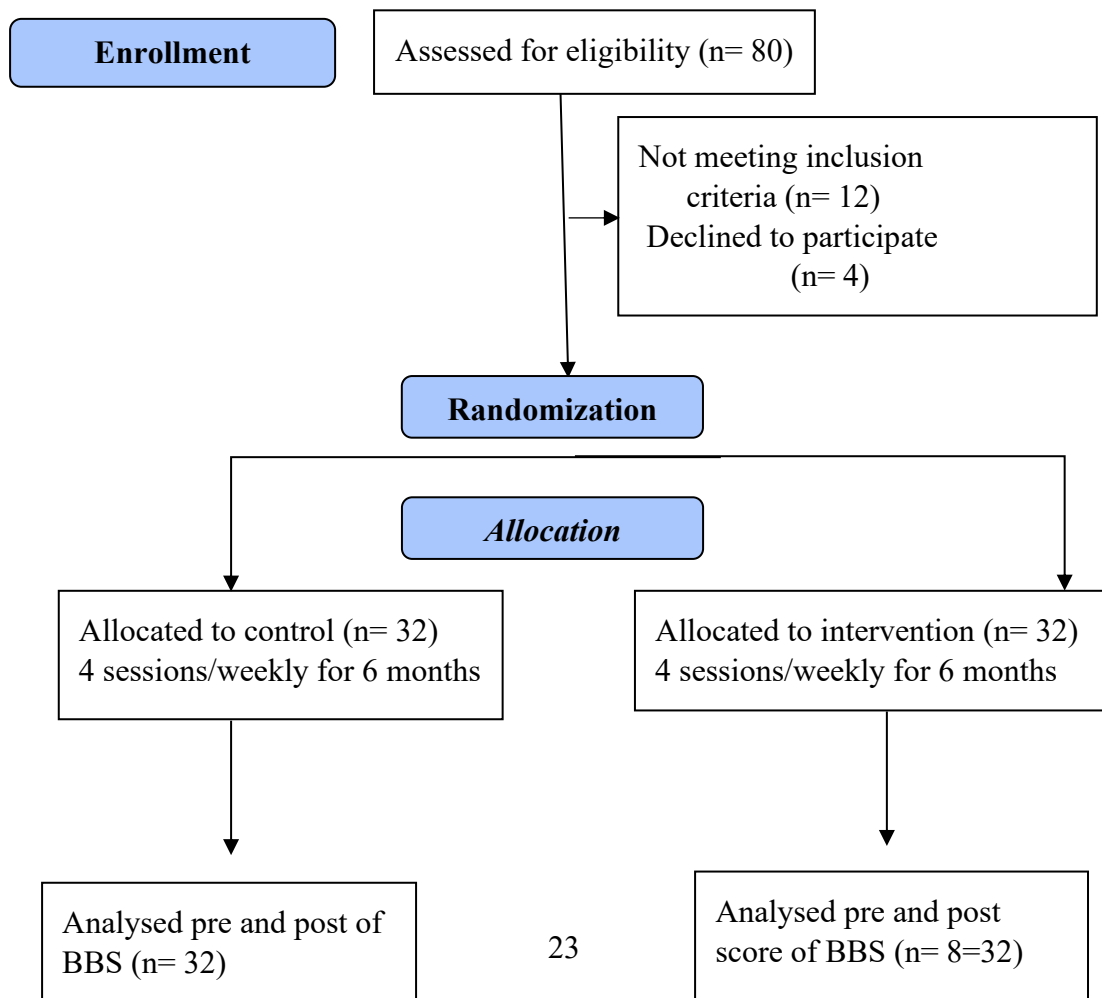 Enrollment
Assessed for eligibility (n= 80)
Not meeting inclusion
criteria (n= 12)
Declined to participate
(n= 4)
Randomization
Allocation
Allocated to control (n= 32)
4 sessions/weekly for 6 months
Allocated to intervention (n= 32)
4 sessions/weekly for 6 months
Analysed pre and post of
BBS (n= 32)
23
Analysed pre and post
score of BBS (n= 8=32)